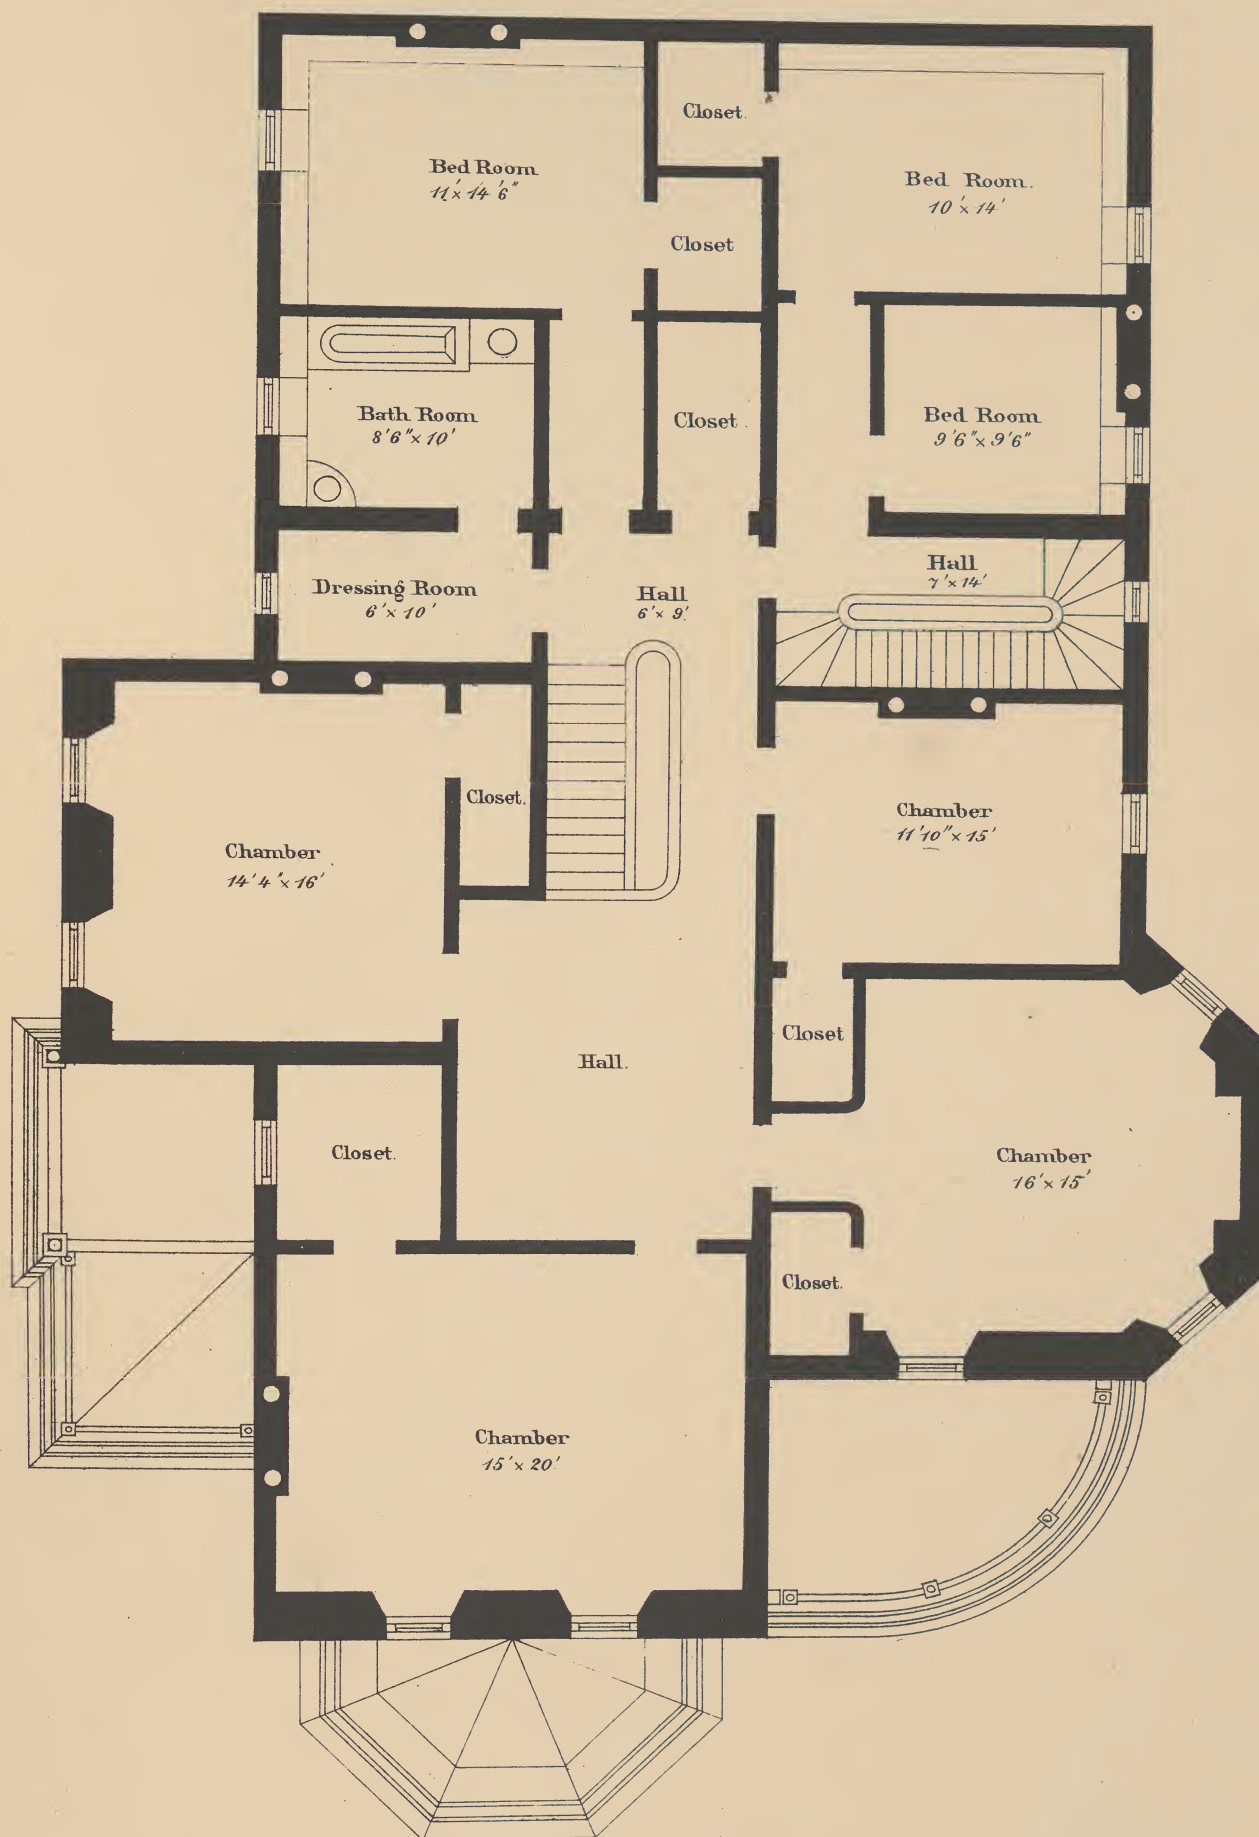 Closet.
Bed Room
11' × 14' 6"
Bed Room.
10' × 14'
Closet
Bath Room
8' 6" × 10'
Closet.
Bed Room
9' 6" × 9' 6"
Dressing Room
6' × 10'
Hall
6' × 9'.
Hall
7' × 14'
Closet.
Chamber
11' 10" × 15'
Chamber.
14' 4" × 16'
Closet
Hall.
Closet.
Chamber
16' × 15'
Closet.
Chamber
15' × 20'